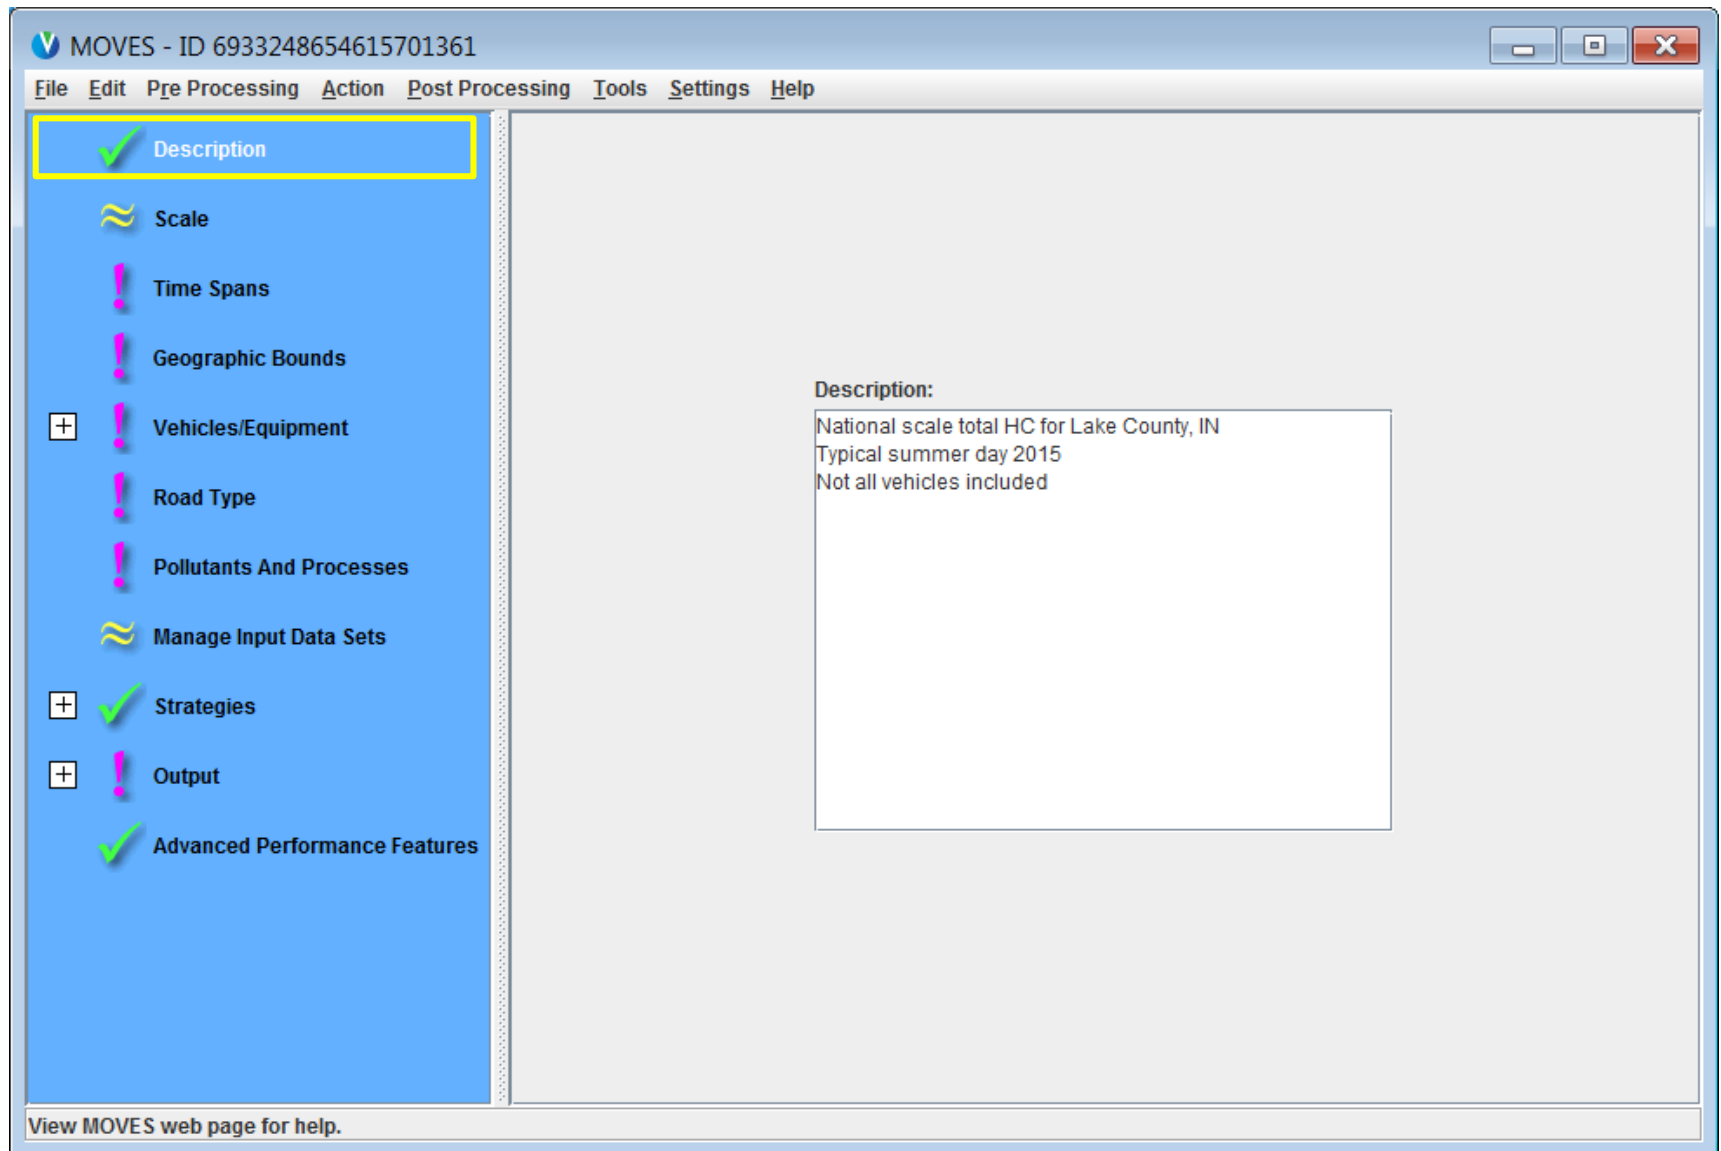 MOVES - ID 6933248654615701361
File Edit Pre Processing Action Post Processing Tools Settings Help
Description
Scale
Time Spans
Geographic Bounds
Vehicles/Equipment
Road Type
Pollutants And Processes
Manage Input Data Sets
Strategies
Output
Advanced Performance Features
Description:
National scale total HC for Lake County, IN
Typical summer day 2015
Not all vehicles included
View MOVES web page for help.